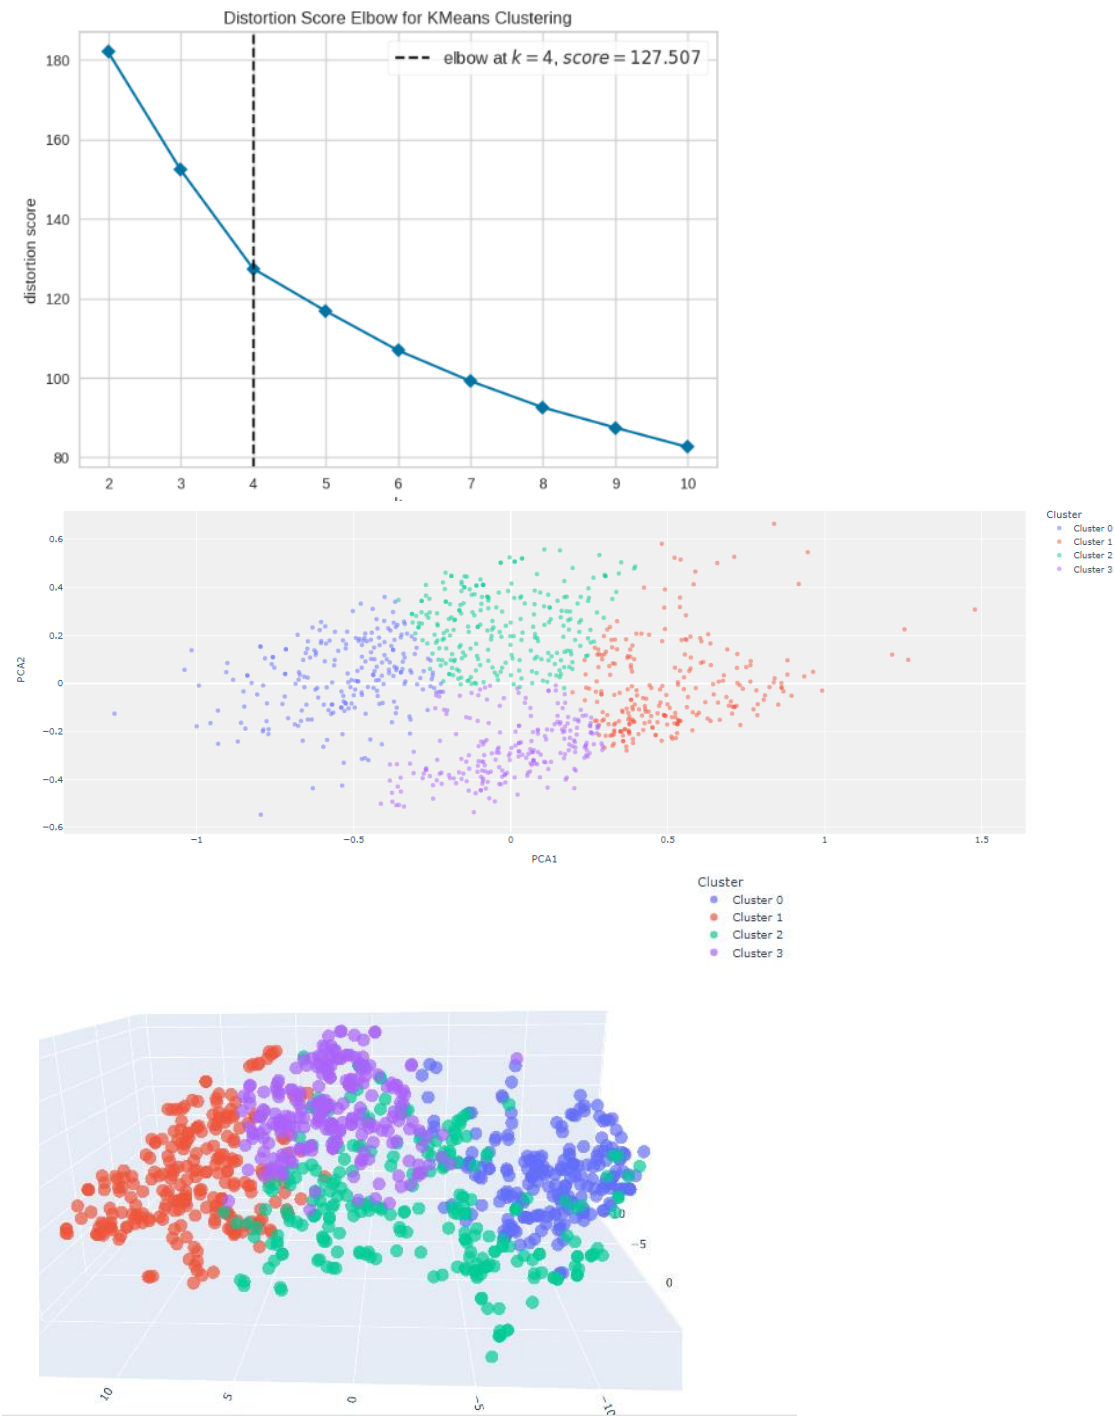 Distortion Score Elbow for KMeans Clustering
elbow at k = 4, score = 127.507
180
160
140
120
100
80
distortion score
2 3 4 5 6 7 8 9 10
Cluster
Cluster 0
Cluster 1
Cluster 2
Cluster 3
0.6
0.4
0.2
0
−0.2
−0.4
−0.6
PCA2
−1 −0.5 0 0.5 1 1.5
PCA1
Cluster
Cluster 0
Cluster 1
Cluster 2
Cluster 3
−5
0
10 5 0 −5 −10